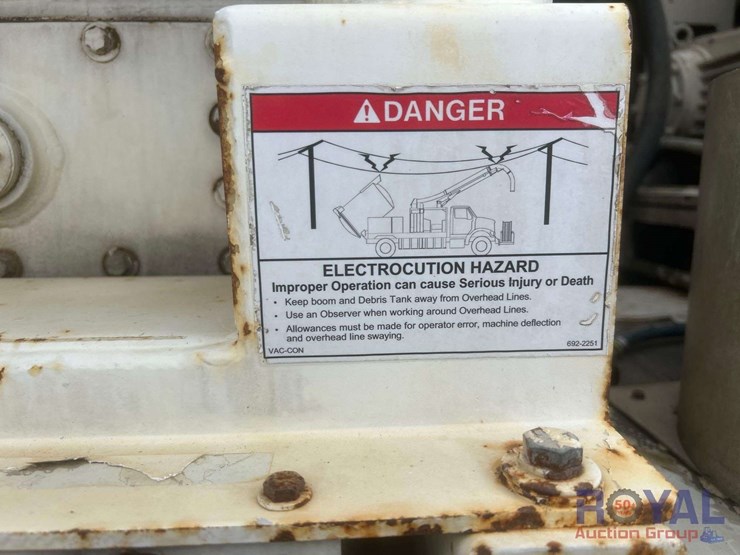 DANGER
ELECTROCUTION HAZARD
Improper Operation can cause Serious Injury or Death
• Keep boom and Debris Tank away from Overhead Lines.
• Use an Observer when working around Overhead Lines.
• Allowances must be made for operator error, machine deflection
and overhead line swaying.
VAC-CON 692-2251
ROYAL
Auction Group